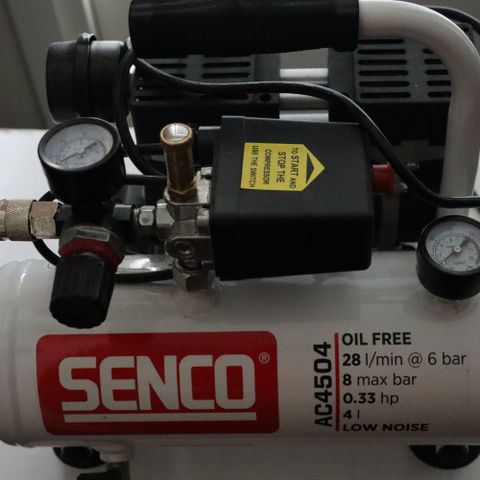 TO START AND
STOP THE
COMPRESSOR
USE THE SWITCH
SENCO®
AC4504
OIL FREE
28 l/min @ 6 bar
8 max bar
0.33 hp
4 l
LOW NOISE